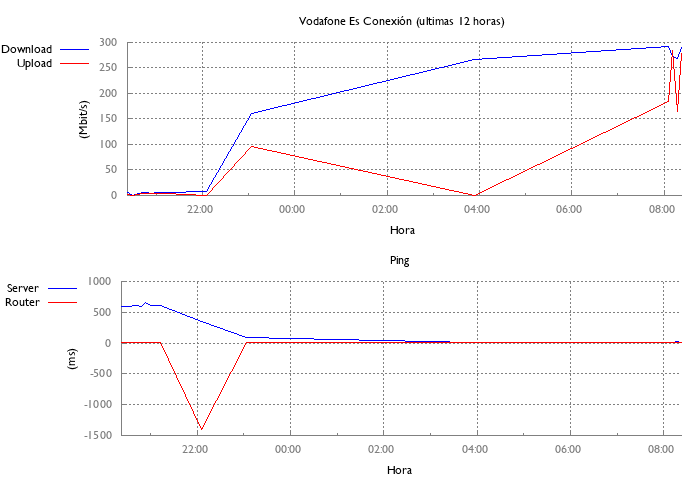 Vodafone Es Conexión (ultimas 12 horas)
Download
Upload
300
250
200
150
100
50
0
(Mbit/s)
22:00 00:00 02:00 04:00 06:00 08:00
Hora
Ping
Server
Router
1000
500
0
-500
-1000
-1500
(ms)
22:00 00:00 02:00 04:00 06:00 08:00
Hora